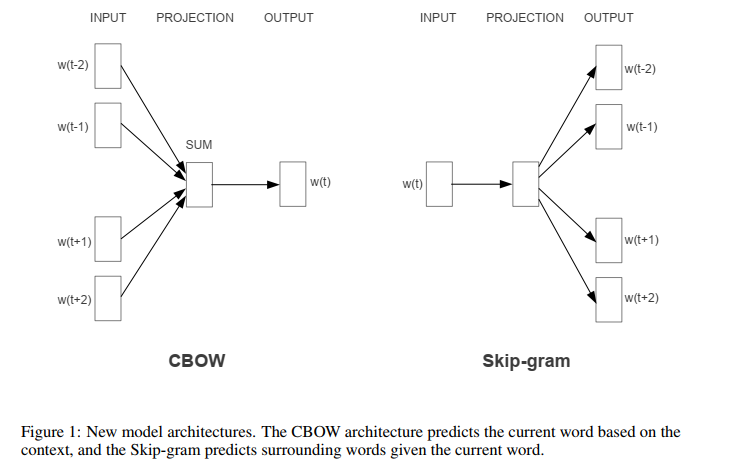 INPUT PROJECTION OUTPUT INPUT PROJECTION OUTPUT
w(t-2) w(t-2)
w(t-1) w(t-1)
SUM
w(t) w(t)
w(t+1) w(t+1)
w(t+2) w(t+2)
CBOW Skip-gram
Figure 1: New model architectures. The CBOW architecture predicts the current word based on the
context, and the Skip-gram predicts surrounding words given the current word.